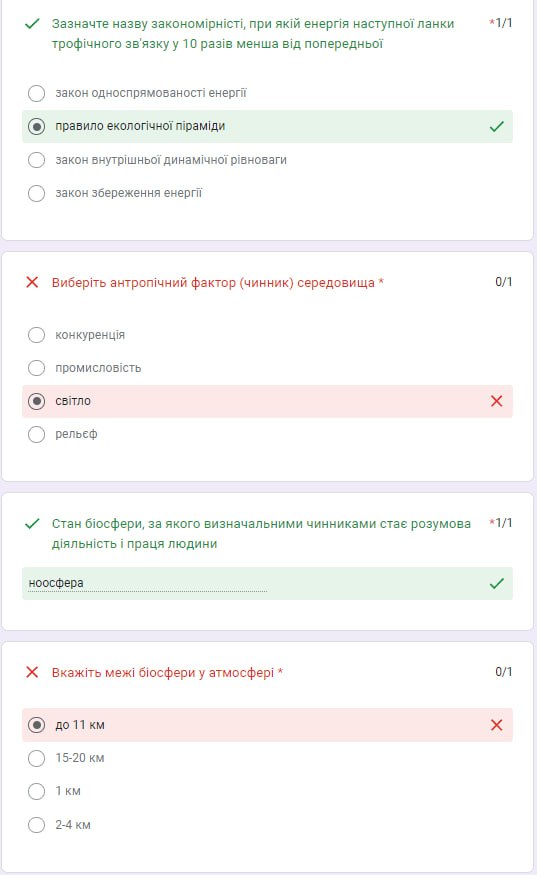 Зазначте назву закономірністі, при якій енергія наступної ланки *1/1
трофічного зв'язку у 10 разів менша від попередньої
закон односпрямованості енергії
правило екологічної піраміди
закон внутрішньої динамічної рівноваги
закон збереження енергії
Виберіть антропічний фактор (чинник) середовища * 0/1
конкуренція
промисловість
світло
рельєф
Стан біосфери, за якого визначальними чинниками стає розумова *1/1
діяльність і праця людини
ноосфера
Вкажіть межі біосфери у атмосфері * 0/1
до 11 км
15-20 км
1 км
2-4 км